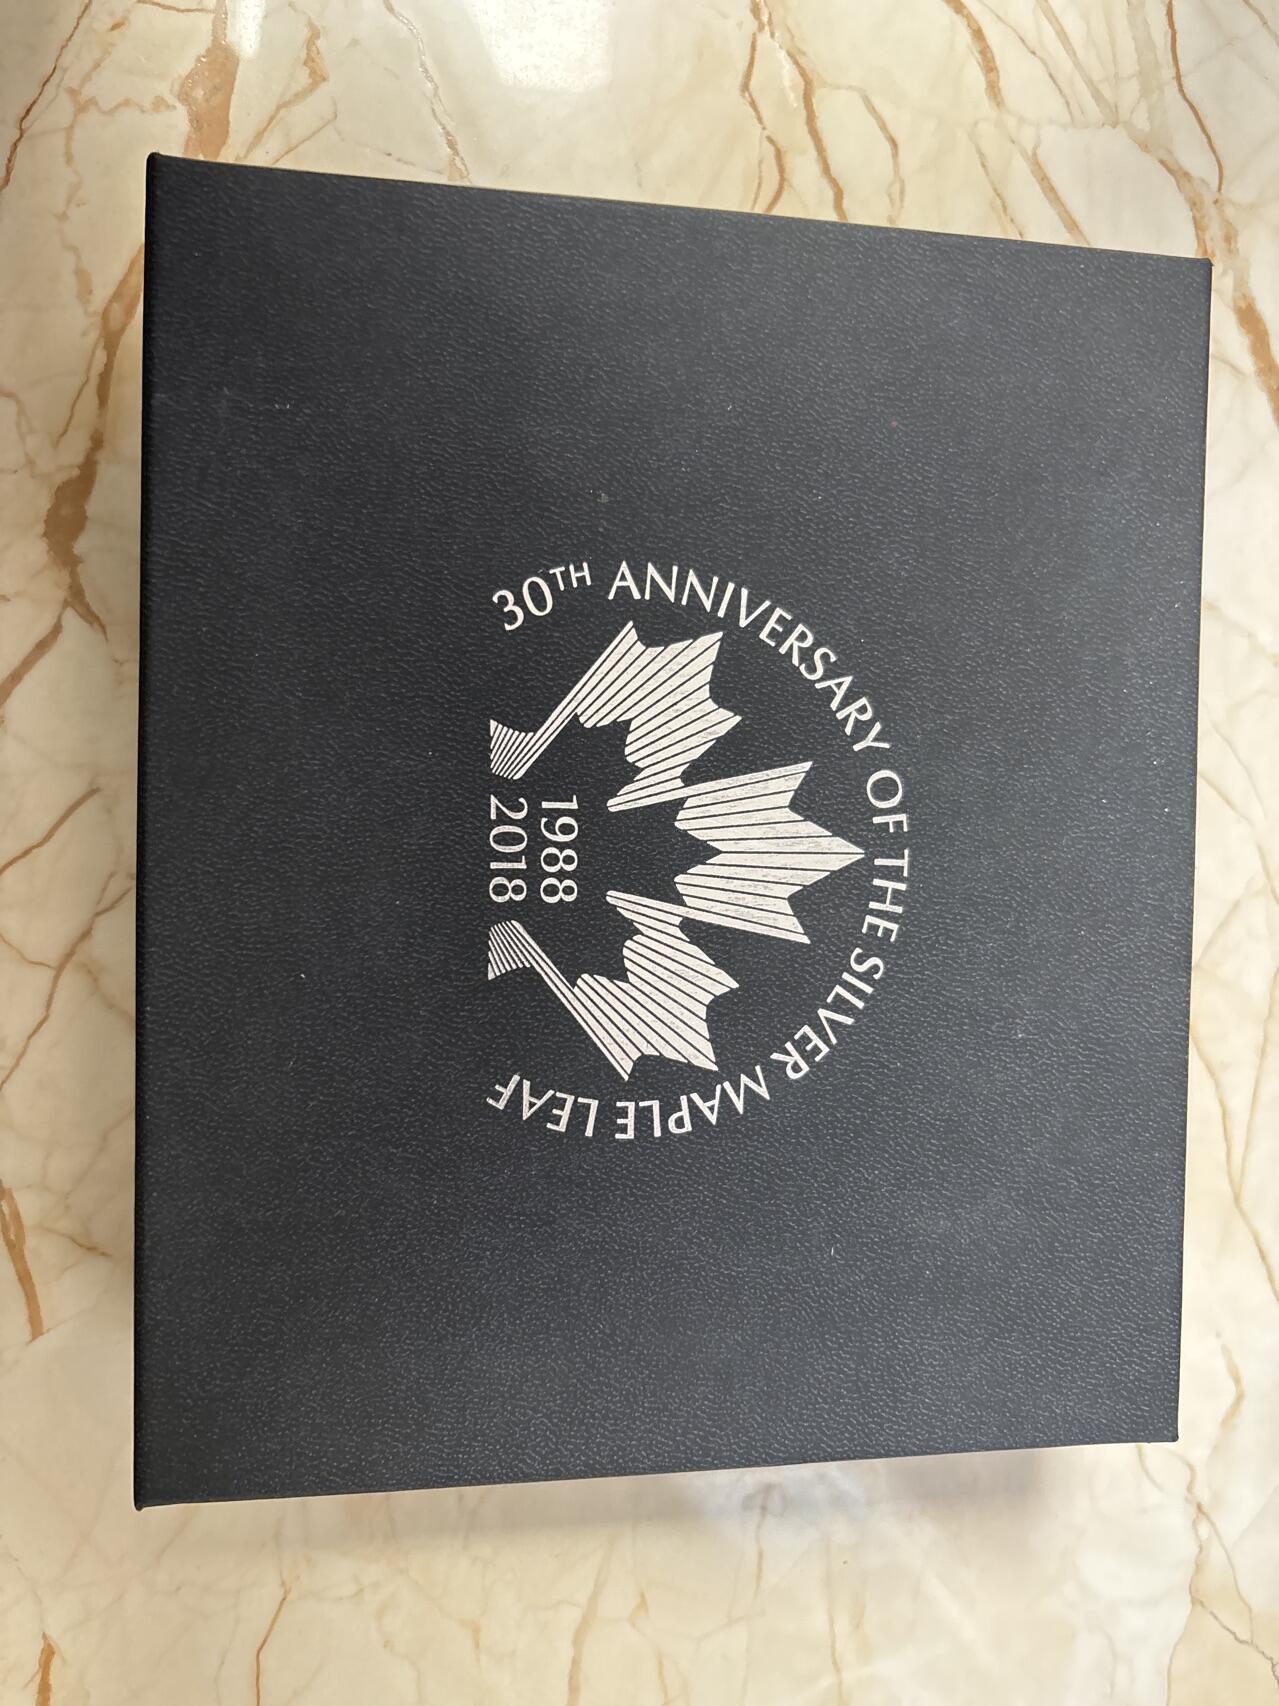 30TH ANNIVERSARY OF THE SILVER MAPLE LEAF
1988
2018